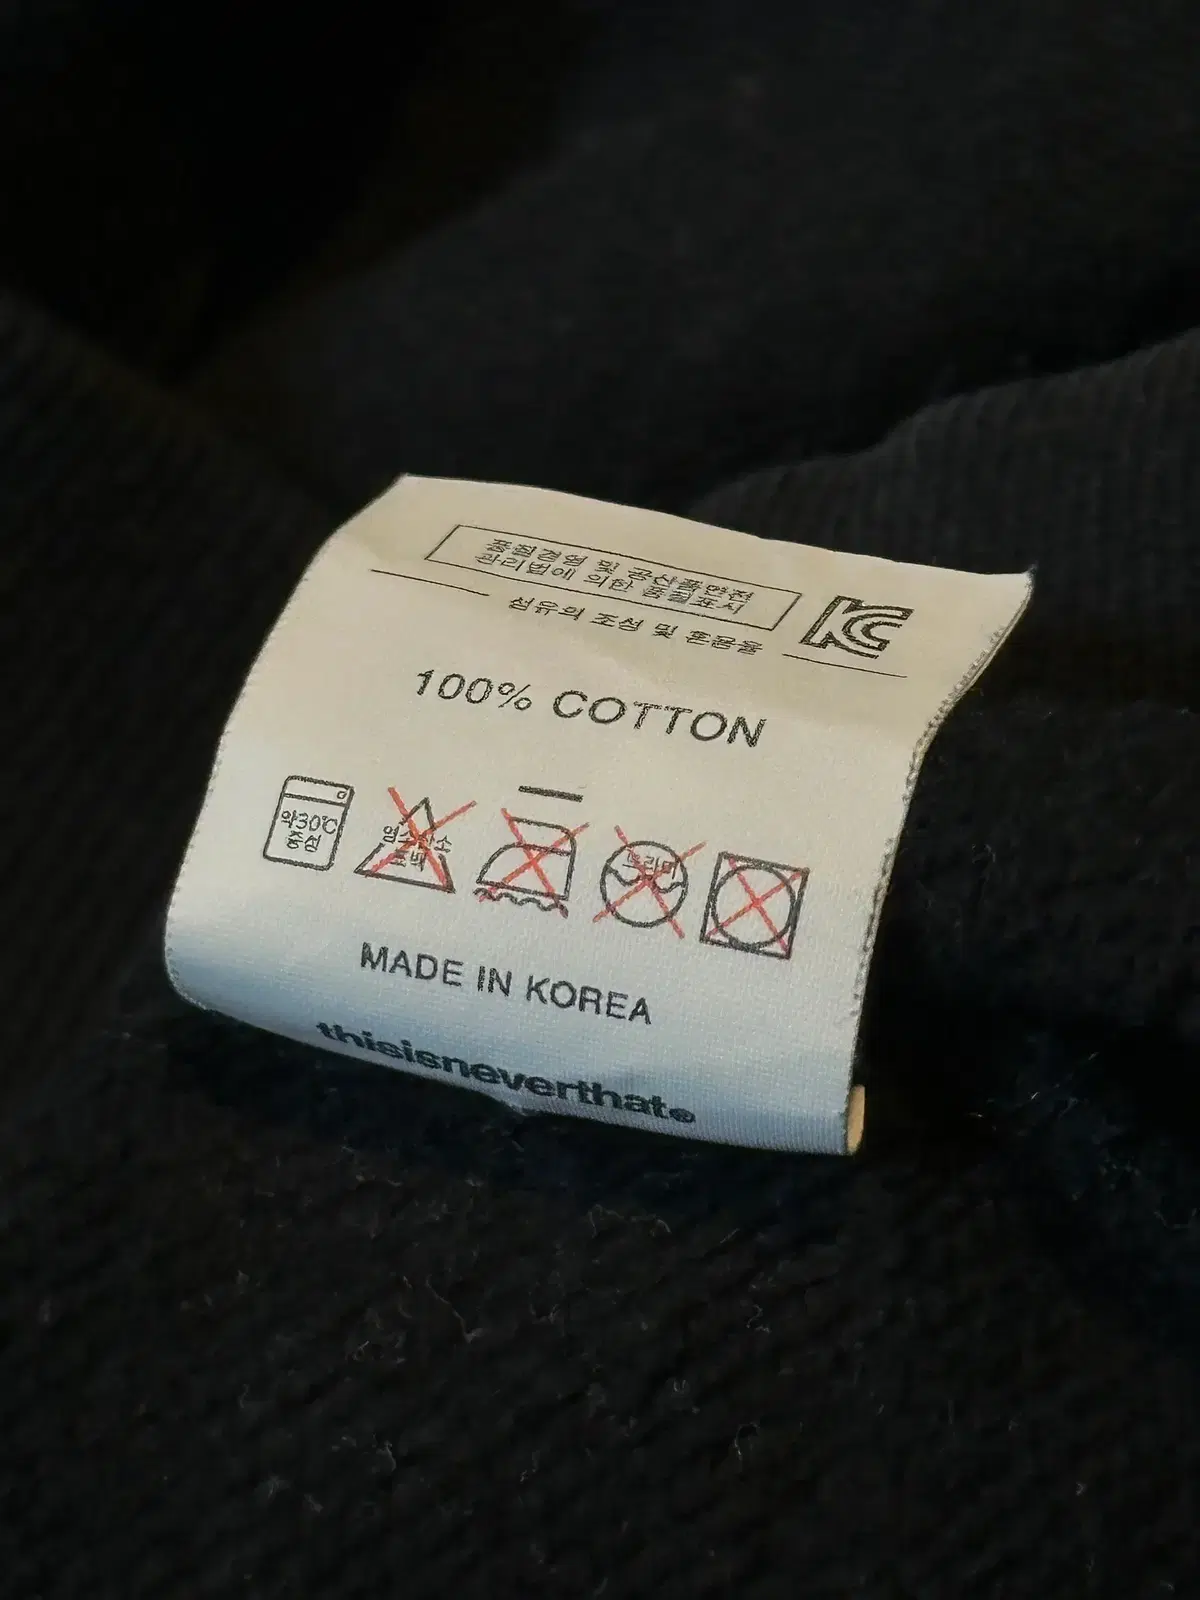 품질경영 및 공산품안전
관리법에 의한 품질표시
KC
섬유의 조성 및 혼용율
100% COTTON
약30℃
중성
MADE IN KOREA
thisisneverthat®